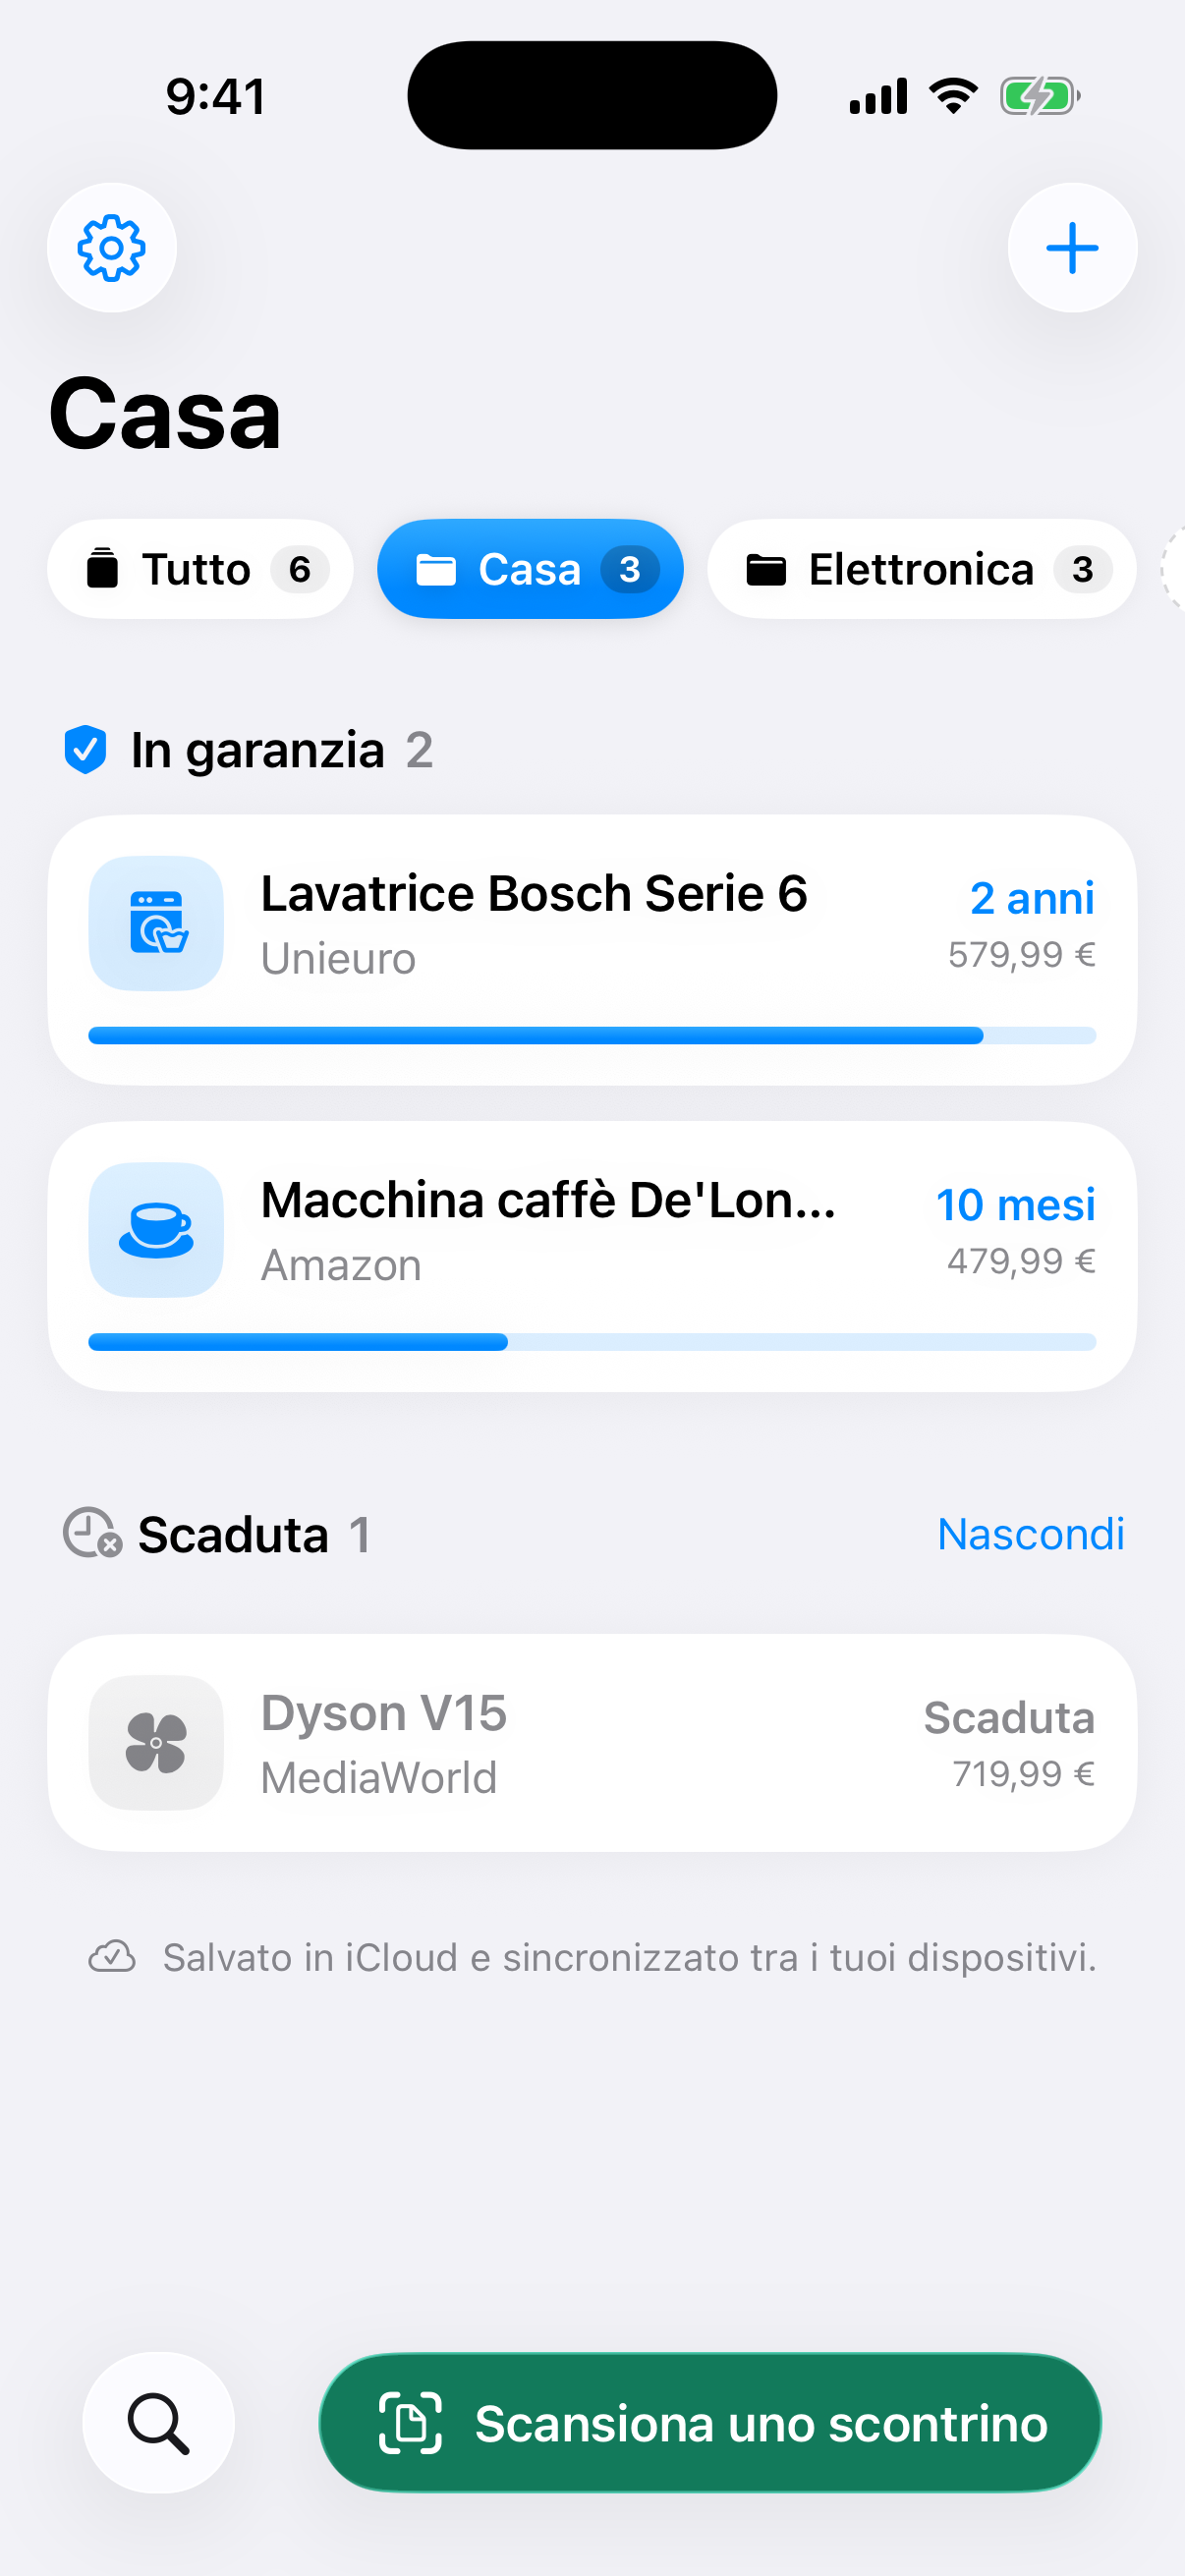 9:41
Casa
Tutto 6 Casa 3 Elettronica 3
In garanzia 2
Lavatrice Bosch Serie 6
2 anni
Unieuro
579,99 €
Macchina caffè De'Lon...
10 mesi
Amazon
479,99 €
Scaduta 1
Nascondi
Dyson V15
Scaduta
MediaWorld
719,99 €
Salvato in iCloud e sincronizzato tra i tuoi dispositivi.
Scansiona uno scontrino